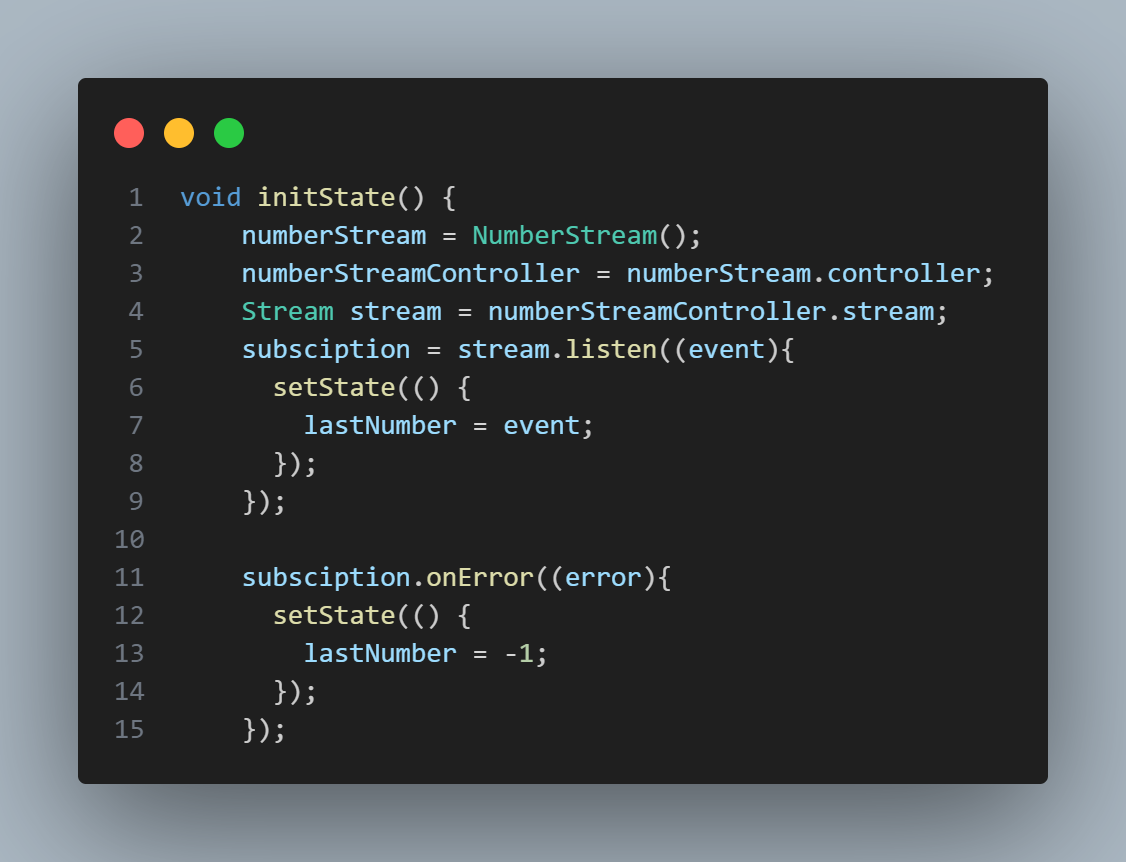 1 void initState() {
2 numberStream = NumberStream();
3 numberStreamController = numberStream.controller;
4 Stream stream = numberStreamController.stream;
5 subsciption = stream.listen((event){
6 setState(() {
7 lastNumber = event;
8 });
9 });
10
11 subsciption.onError((error){
12 setState(() {
13 lastNumber = -1;
14 });
15 });